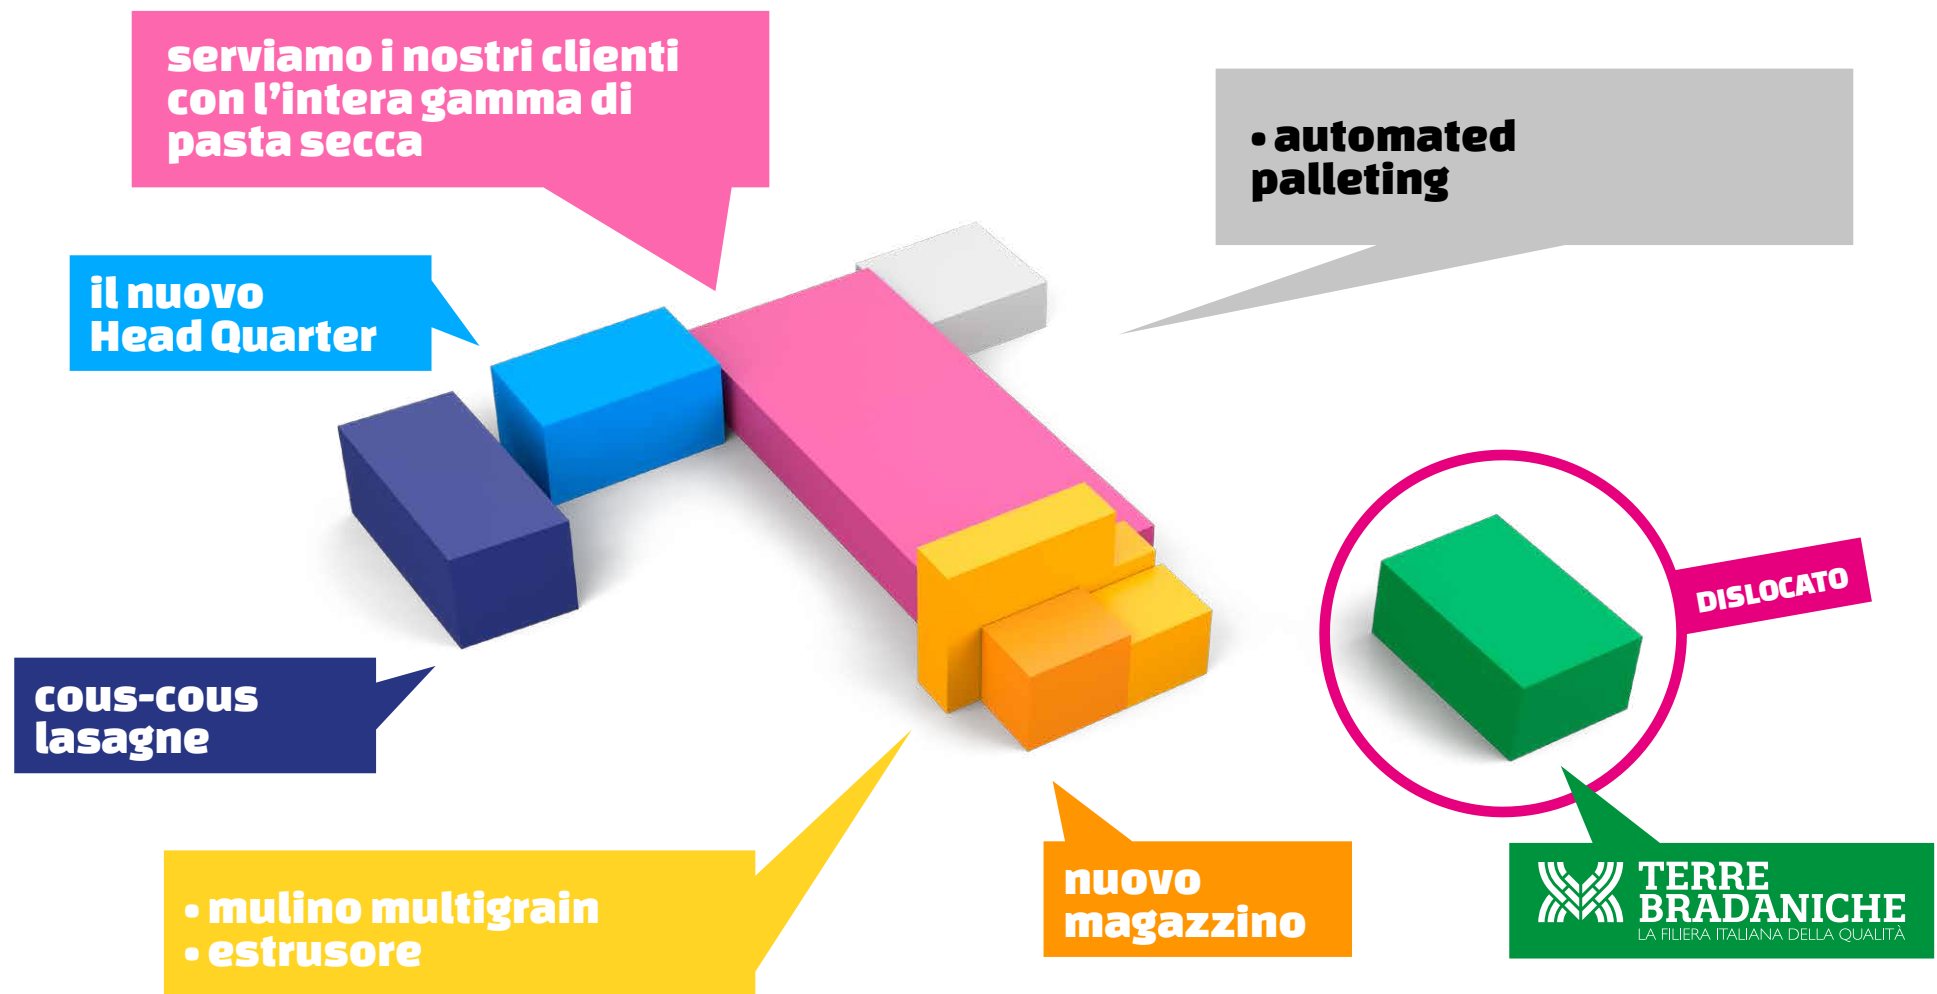 serviamo i nostri clienti
con l’intera gamma di
pasta secca
• automated
palleting
il nuovo
Head Quarter
DISLOCATO
cous-cous
lasagne
• mulino multigrain
• estrusore
nuovo
magazzino
TERRE
BRADANICHE
LA FILIERA ITALIANA DELLA QUALITÀ